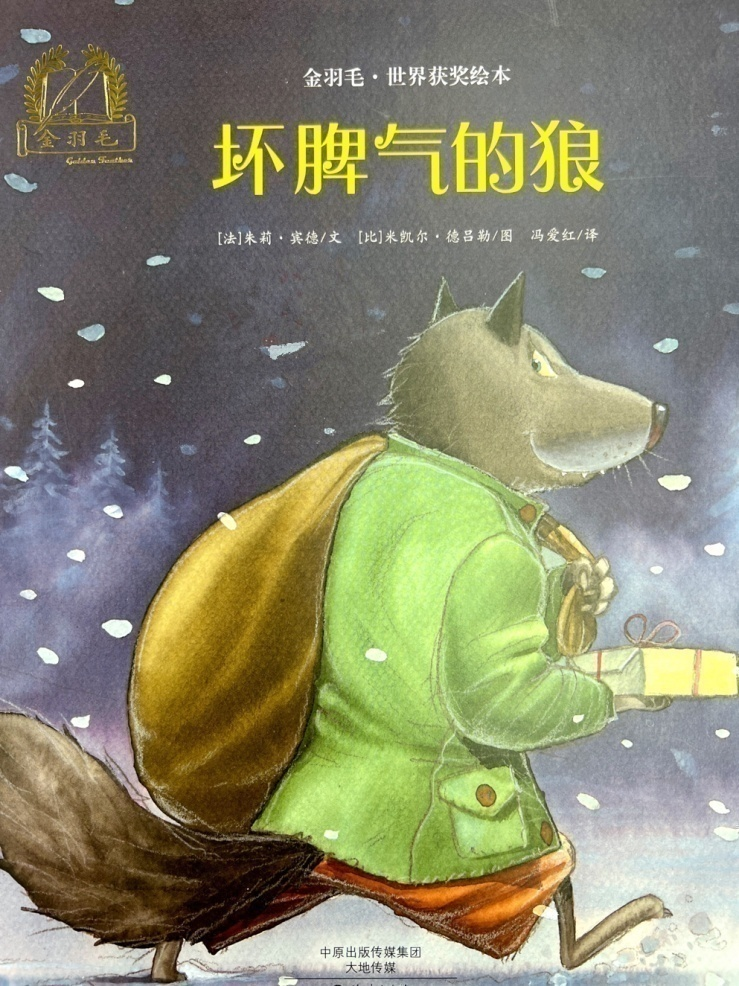 金羽毛·世界获奖绘本
金羽毛
Golden Feather
坏脾气的狼
[法]朱莉·宾德/文 [比]米凯尔·德吕勒/图 冯爱红/译
中原出版传媒集团
大地传媒